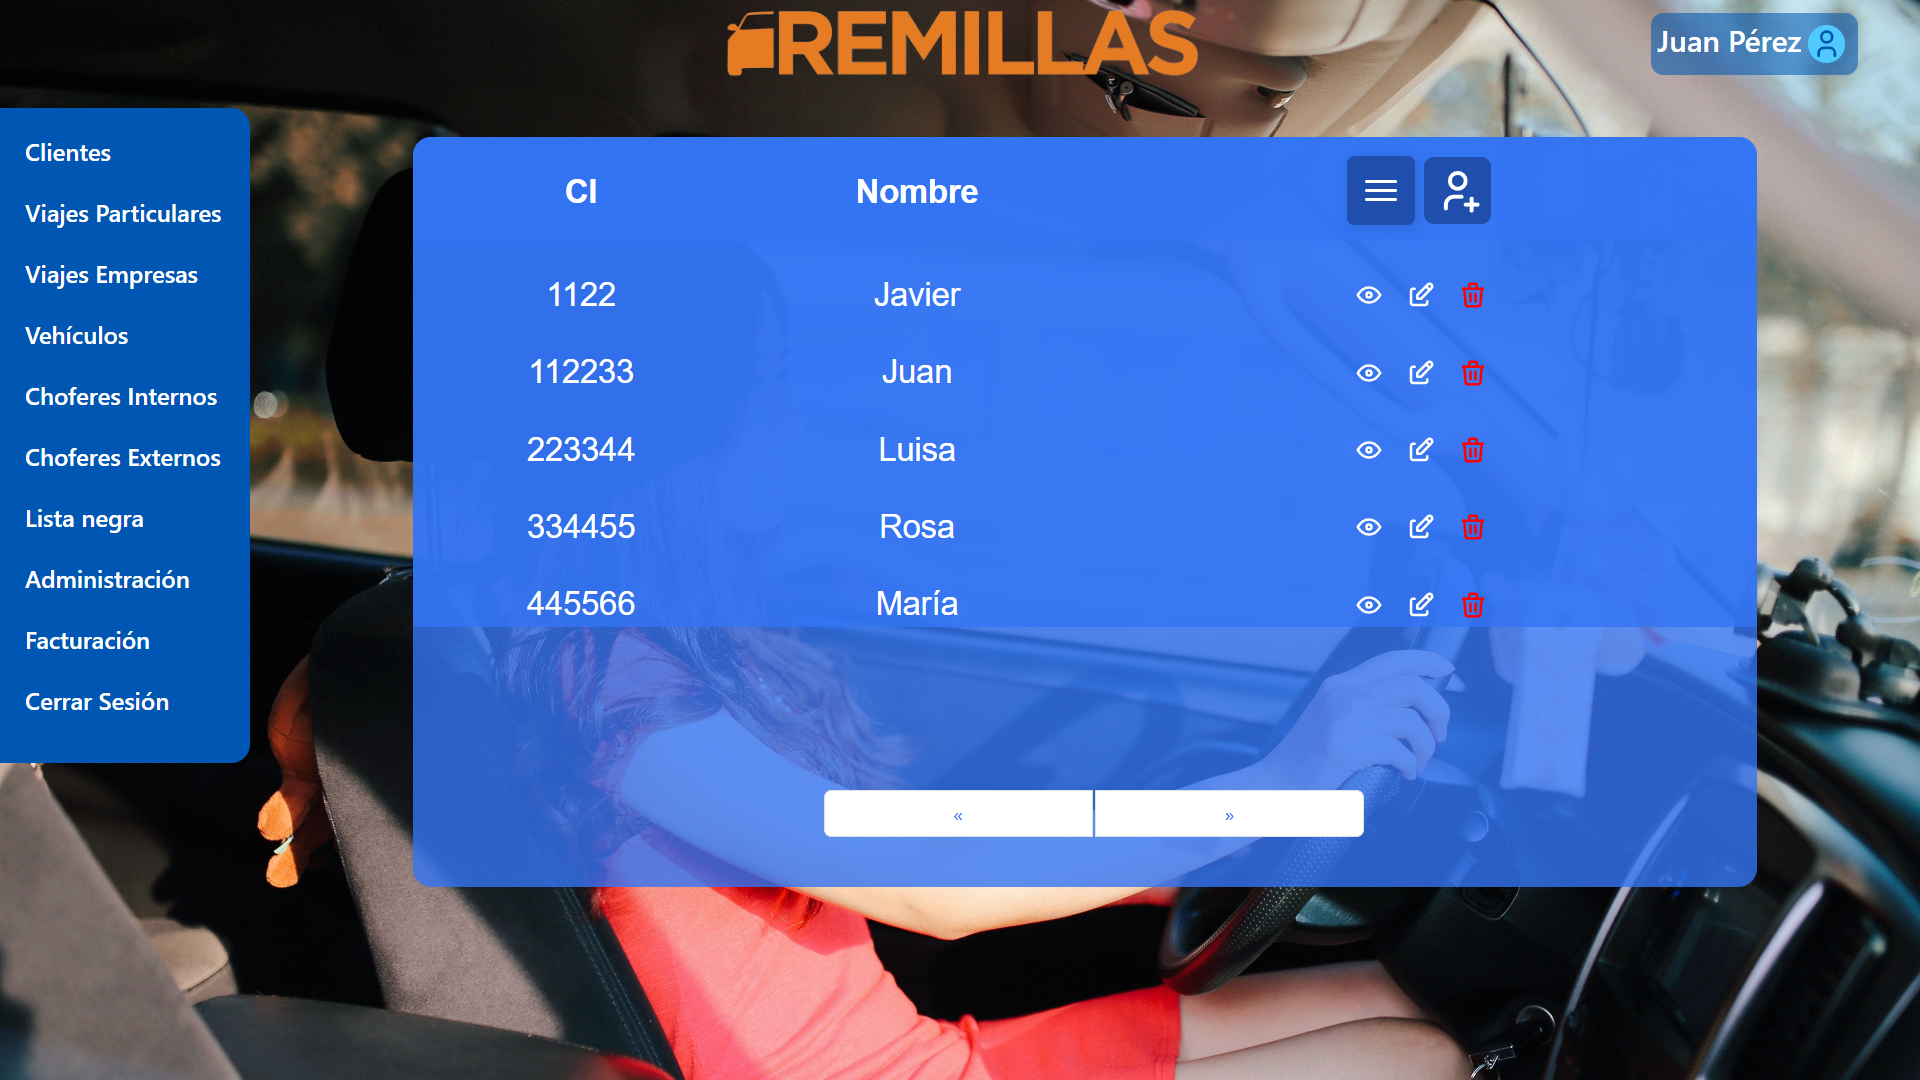 REMILLAS
Juan Pérez
Clientes
Viajes Particulares
Viajes Empresas
Vehículos
Choferes Internos
Choferes Externos
Lista negra
Administración
Facturación
Cerrar Sesión
CI Nombre
1122 Javier
112233 Juan
223344 Luisa
334455 Rosa
445566 María
« »